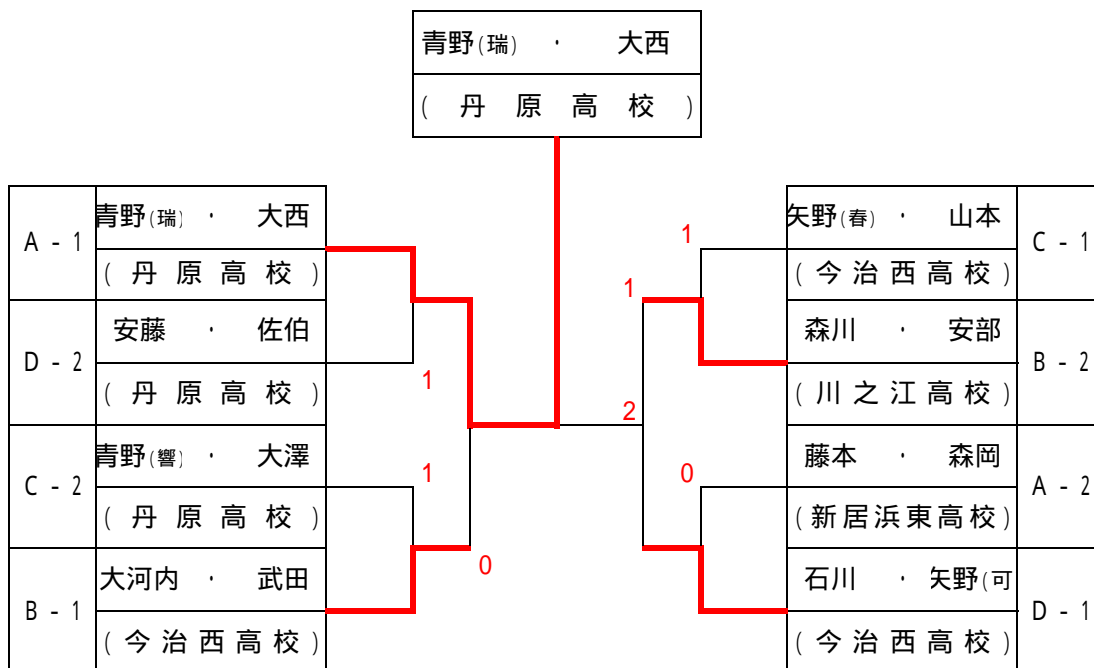 青野(瑞) ・ 大西
(丹原高校)
A-1
青野(瑞) ・ 大西
(丹原高校)
D-2
安藤 ・ 佐伯
(丹原高校)
C-2
青野(響) ・ 大澤
(丹原高校)
B-1
大河内 ・ 武田
(今治西高校)
1
1
0
2
1
1
0
矢野(春) ・ 山本
(今治西高校)
C-1
森川 ・ 安部
(川之江高校)
B-2
藤本 ・ 森岡
(新居浜東高校)
A-2
石川 ・ 矢野(可
(今治西高校)
D-1